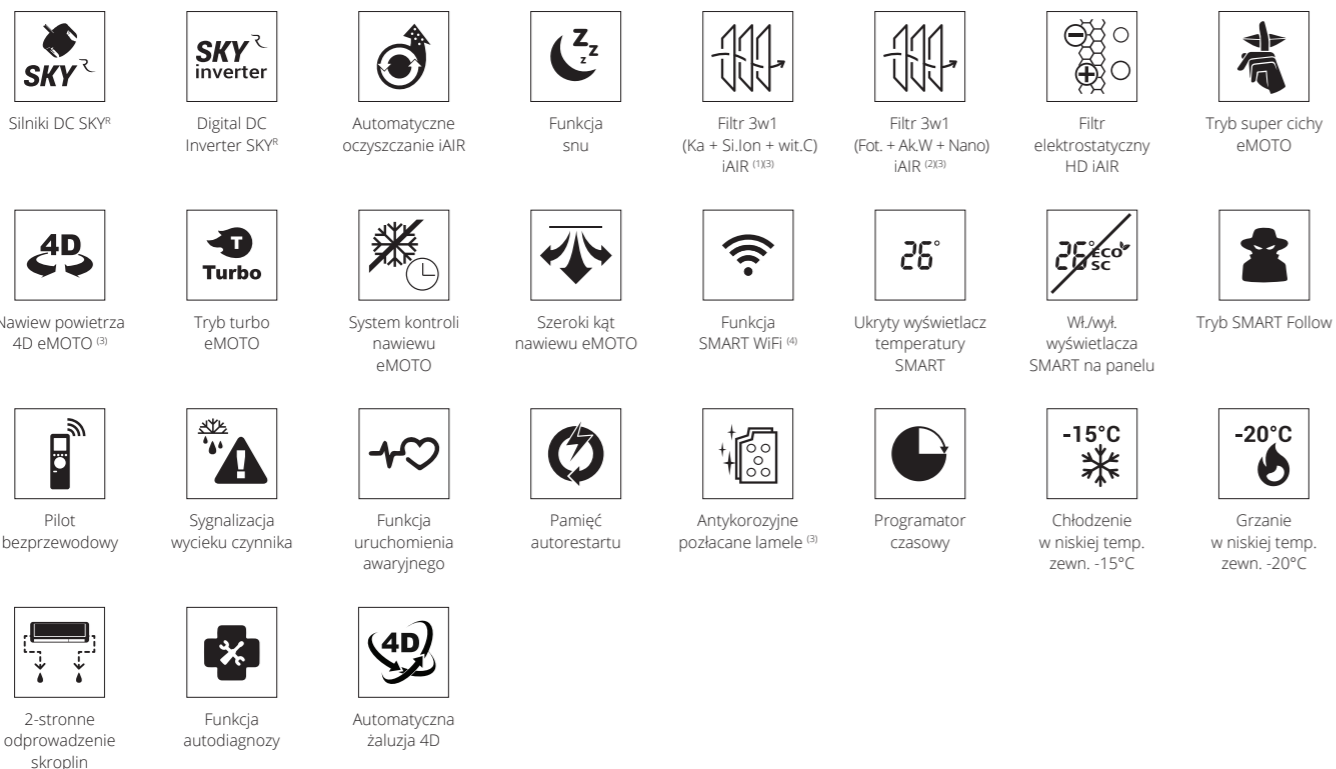 SKY R
SKY R
inverter
Z z z
Silniki DC SKYᴿ
Digital DC
Inverter SKYᴿ
Automatyczne
oczyszczanie iAIR
Funkcja
snu
Filtr 3w1
(Ka + Si.Ion + wit.C)
iAIR (1)(3)
Filtr 3w1
(Fot. + Ak.W + Nano)
iAIR (2)(3)
Filtr
elektrostatyczny
HD iAIR
Tryb super cichy
eMOTO
4D
T
Turbo
26°
26° ECO
SC
Nawiew powietrza
4D eMOTO (3)
Tryb turbo
eMOTO
System kontroli
nawiewu
eMOTO
Szeroki kąt
nawiewu eMOTO
Funkcja
SMART WiFi (4)
Ukryty wyświetlacz
temperatury
SMART
Wł./wył.
wyświetlacza
SMART na panelu
Tryb SMART Follow
-15°C
-20°C
Pilot
bezprzewodowy
Sygnalizacja
wycieku czynnika
Funkcja
uruchomienia
awaryjnego
Pamięć
autorestartu
Antykorozyjne
pozłacane lamele (3)
Programator
czasowy
Chłodzenie
w niskiej temp.
zewn. -15°C
Grzanie
w niskiej temp.
zewn. -20°C
4D
2-stronne
odprowadzenie
skroplin
Funkcja
autodiagnozy
Automatyczna
żaluzja 4D